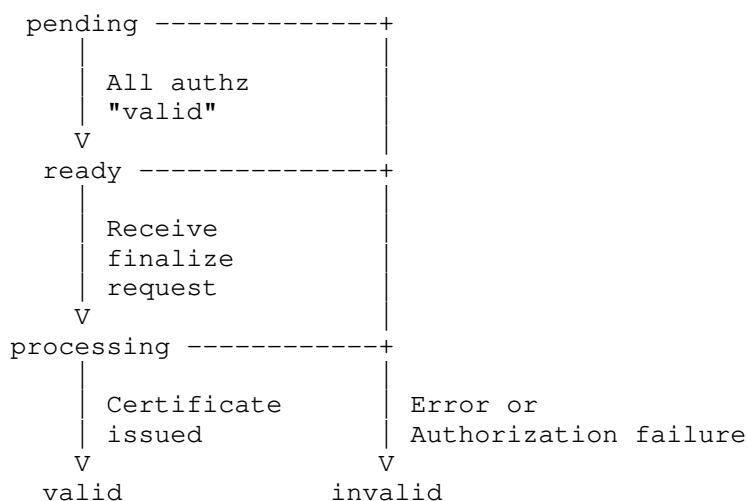 pending --------------+
| |
| All authz |
| "valid" |
V |
ready ---------------+
| |
| Receive |
| finalize |
| request |
V |
processing ------------+
| |
| Certificate | Error or
| issued | Authorization failure
V V
valid invalid